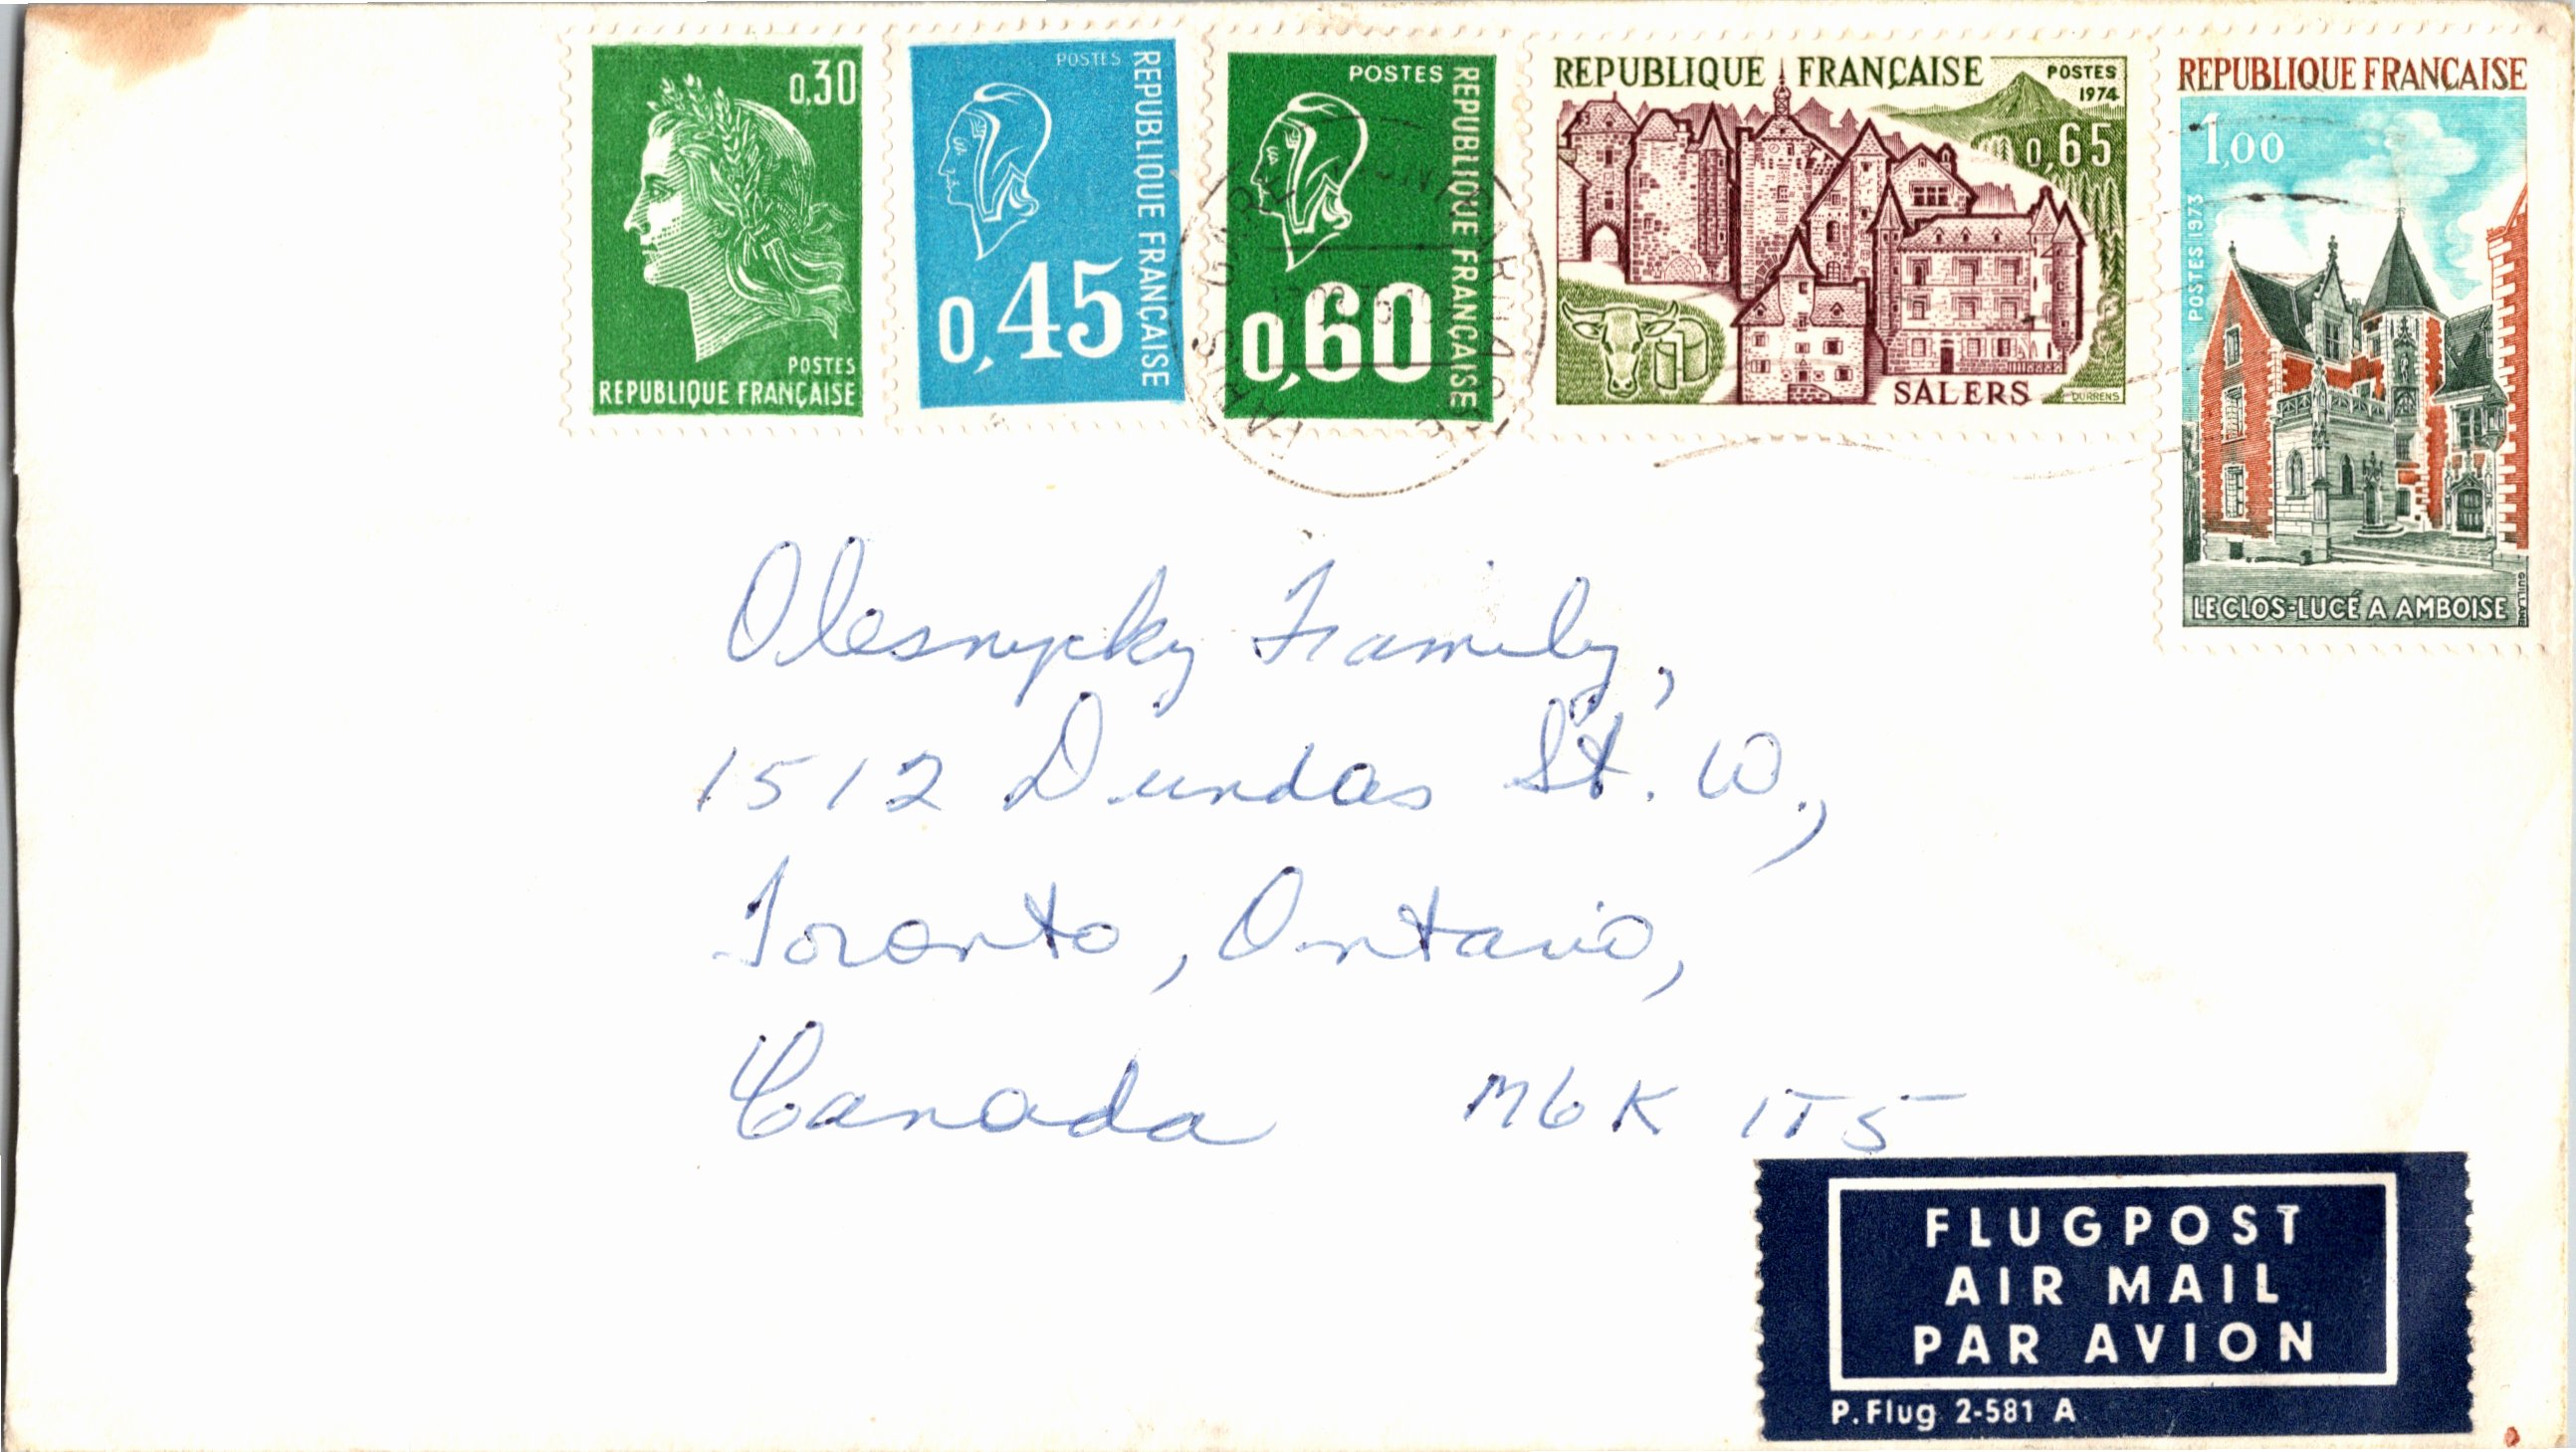 0,30
POSTES
REPUBLIQUE FRANÇAISE
POSTES
REPUBLIQUE FRANÇAISE
0,45
POSTES
REPUBLIQUE FRANÇAISE
0,60
REPUBLIQUE FRANÇAISE
POSTES
1974
0,65
SALERS
DURRENS
REPUBLIQUE FRANÇAISE
1,00
POSTES 1973
LE CLOS-LUCÉ A AMBOISE
PARIS GARE
Olesnycky Family,
1512 Dundas St. W.,
Toronto, Ontario,
Canada M6K 1T5
FLUGPOST
AIR MAIL
PAR AVION
P. Flug 2-581 A